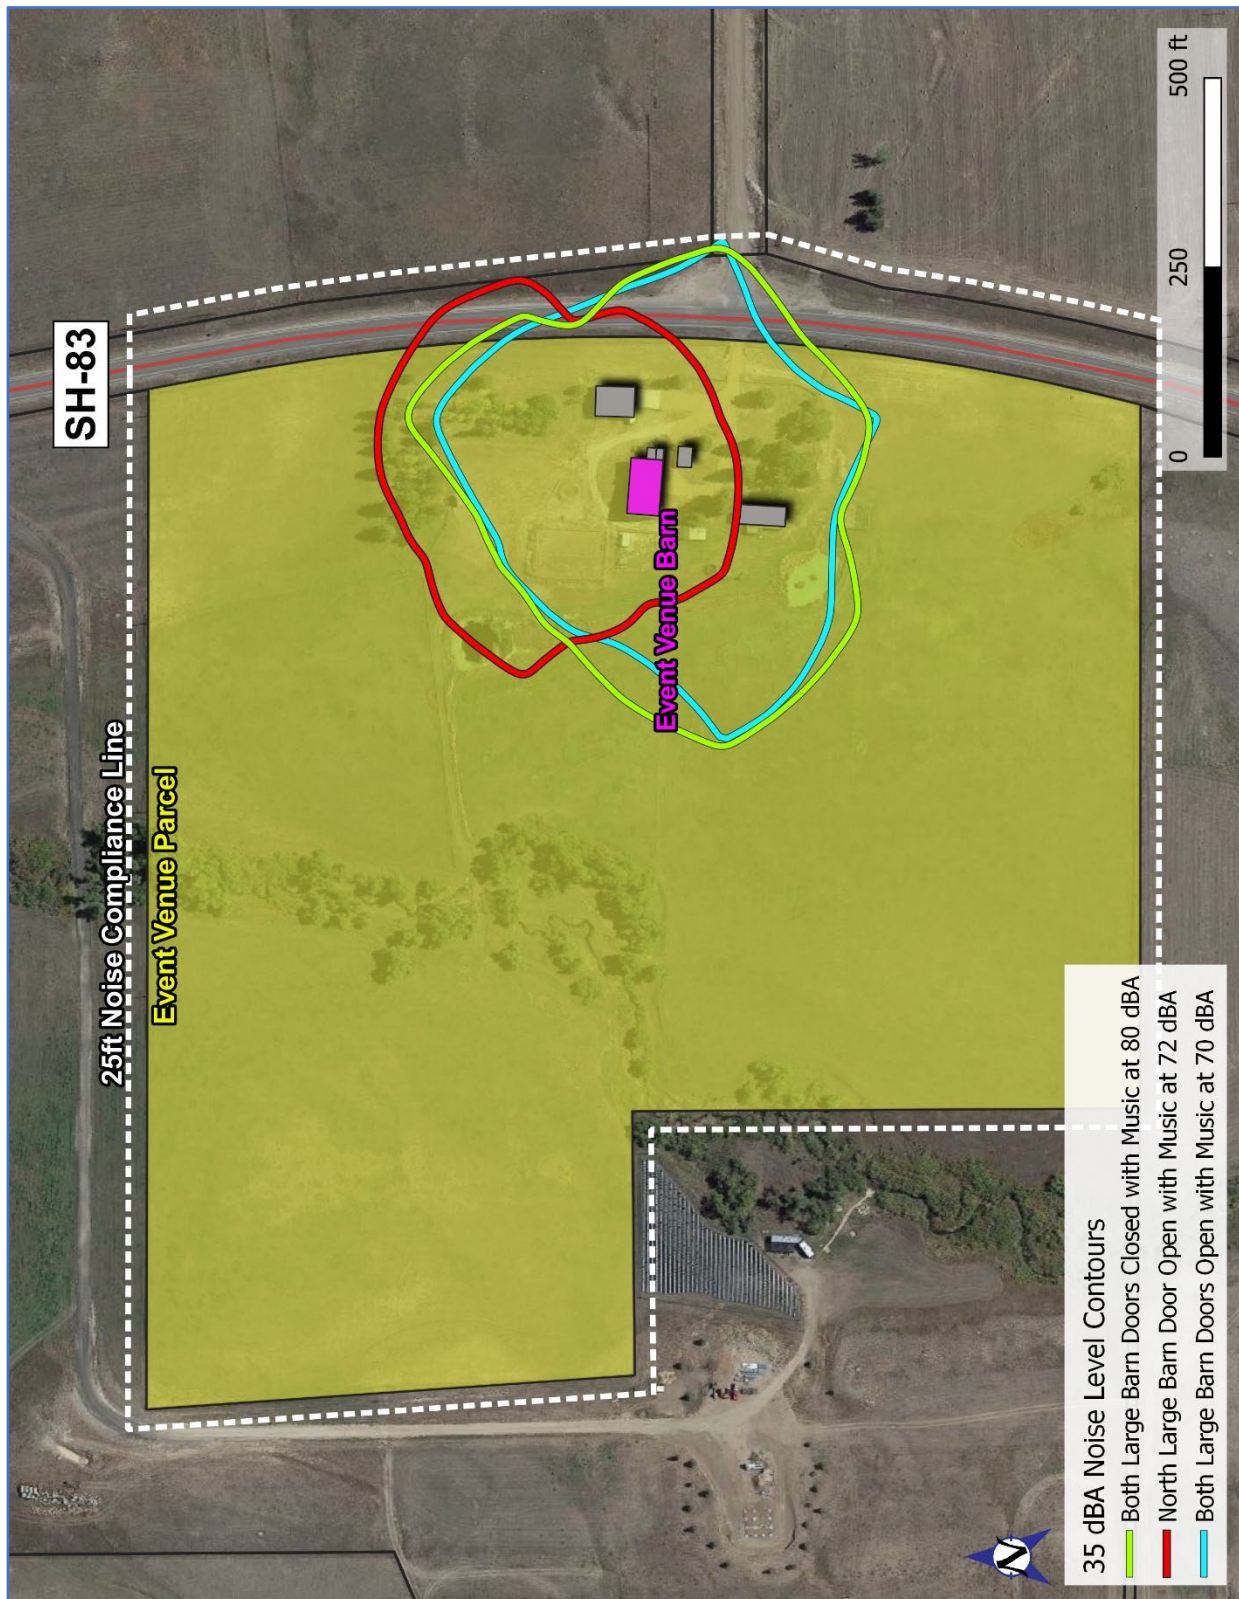 25ft Noise Compliance Line
Event Venue Parcel
SH-83
Event Venue Barn
35 dBA Noise Level Contours
Both Large Barn Doors Closed with Music at 80 dBA
North Large Barn Door Open with Music at 72 dBA
Both Large Barn Doors Open with Music at 70 dBA
N
0
250
500 ft